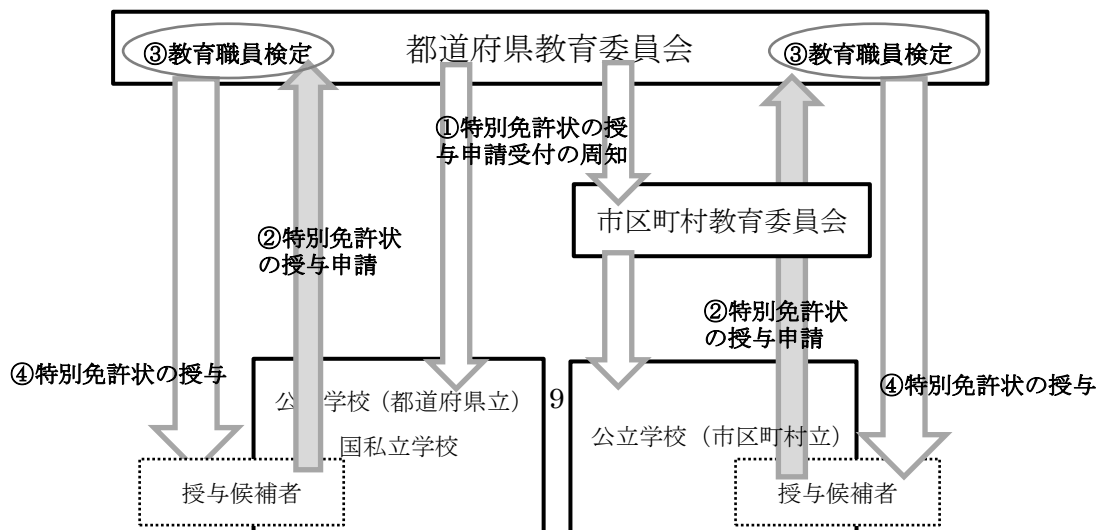 ③教育職員検定
都道府県教育委員会
③教育職員検定
①特別免許状の授
与申請受付の周知
市区町村教育委員会
②特別免許状
の授与申請
②特別免許状
の授与申請
④特別免許状の授与
④特別免許状の授与
公 学校（都道府県立）
国私立学校
9
公立学校（市区町村立）
授与候補者
授与候補者